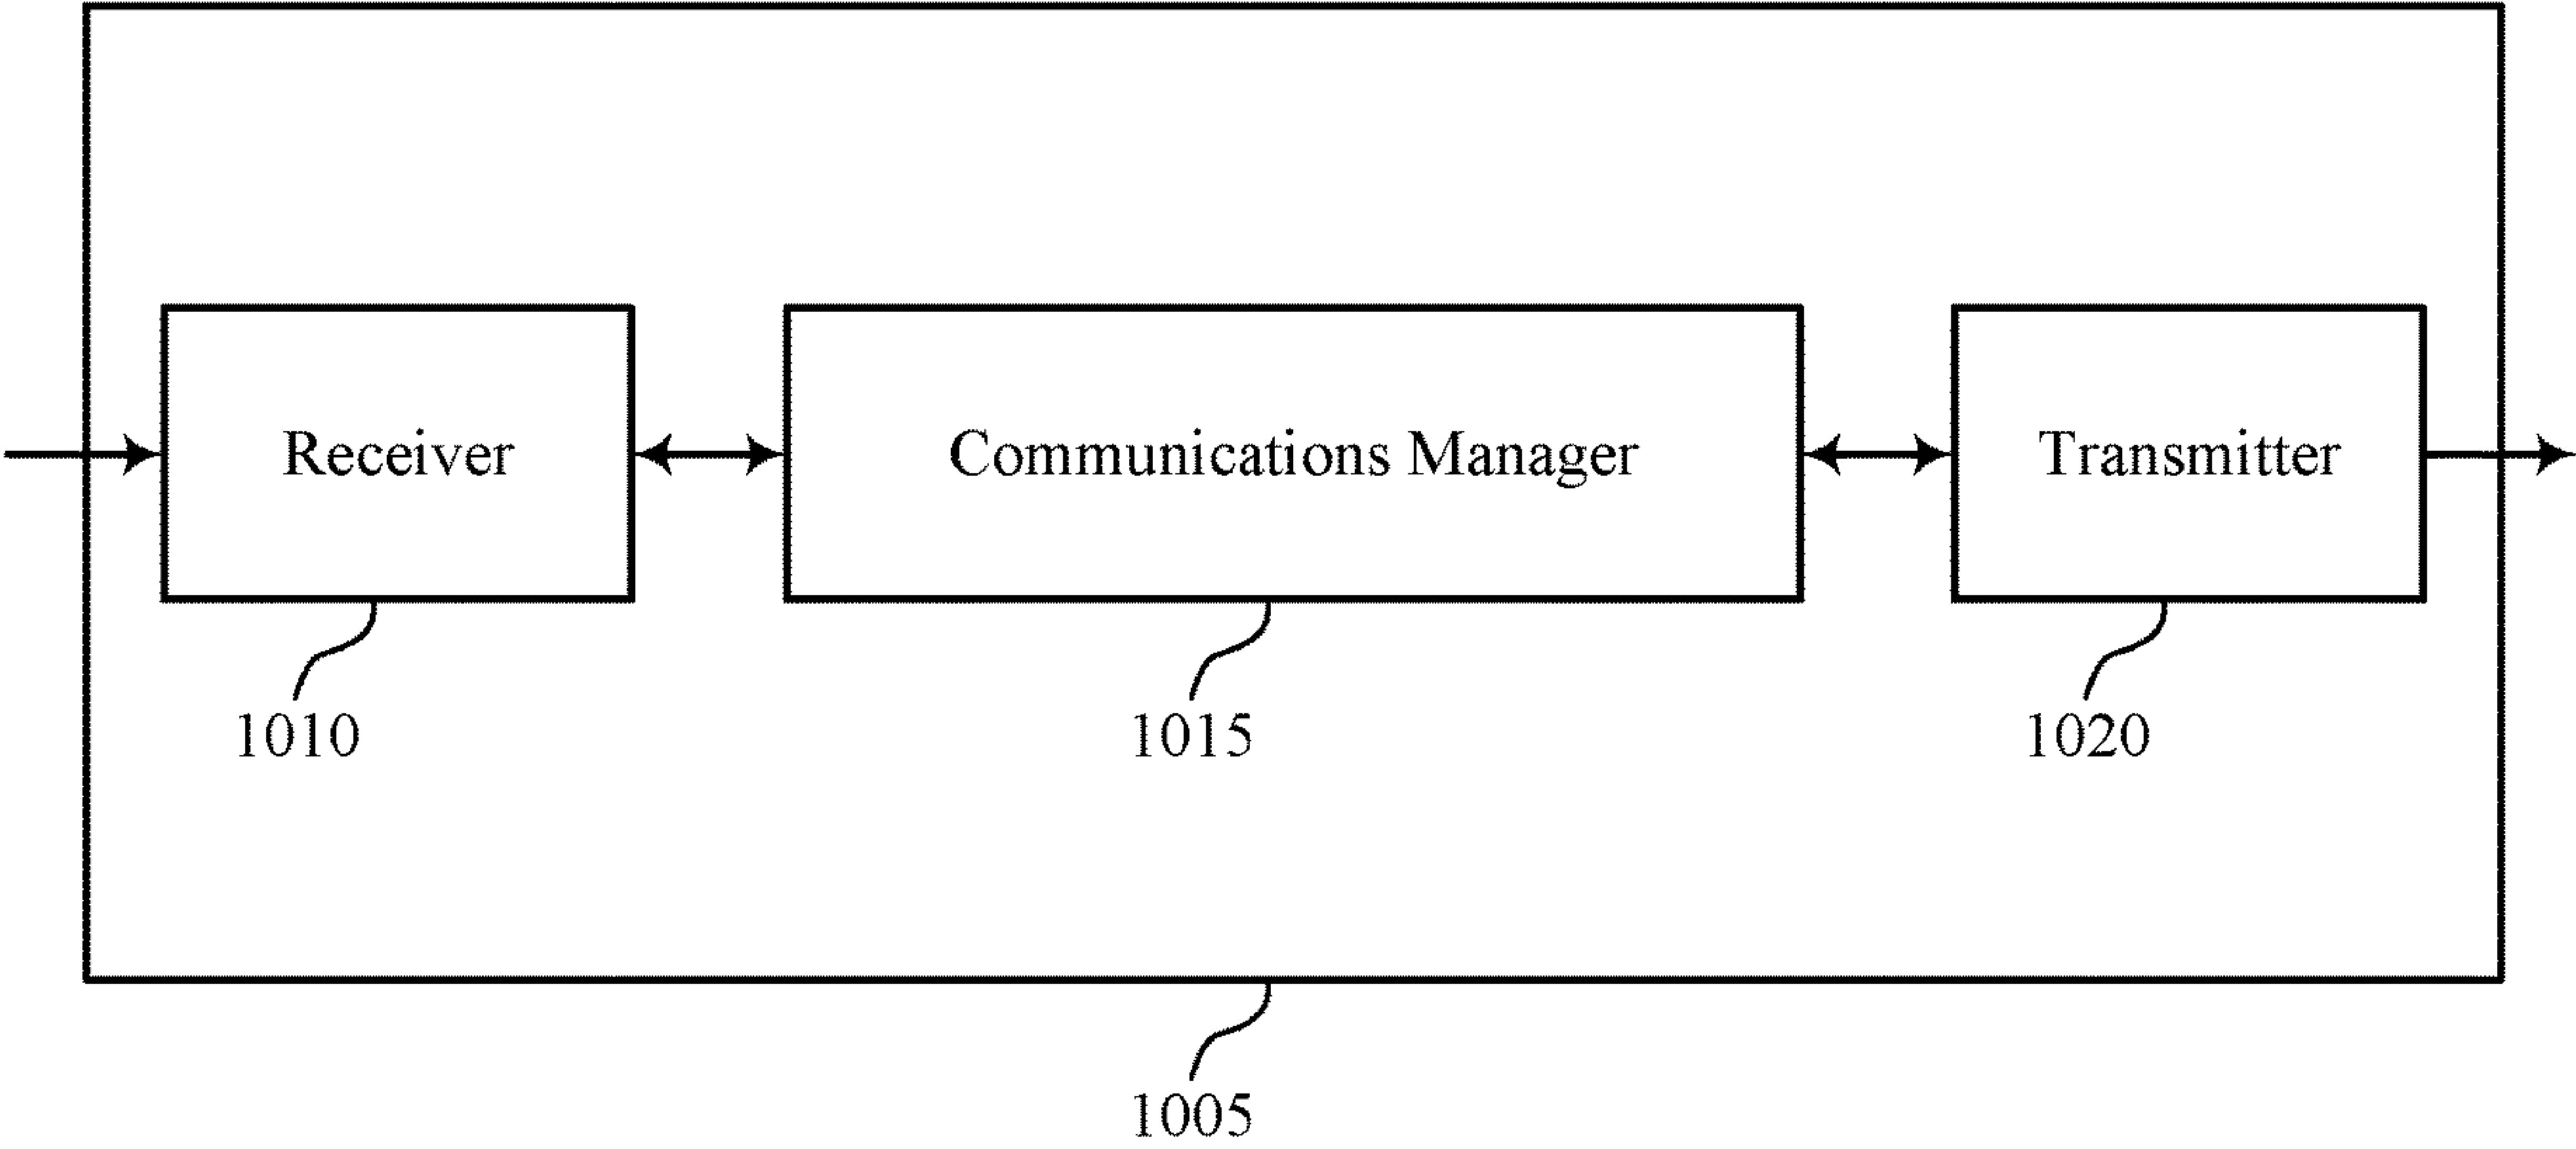 Receiver
Communications Manager
Transmitter
1010
1015
1020
1005